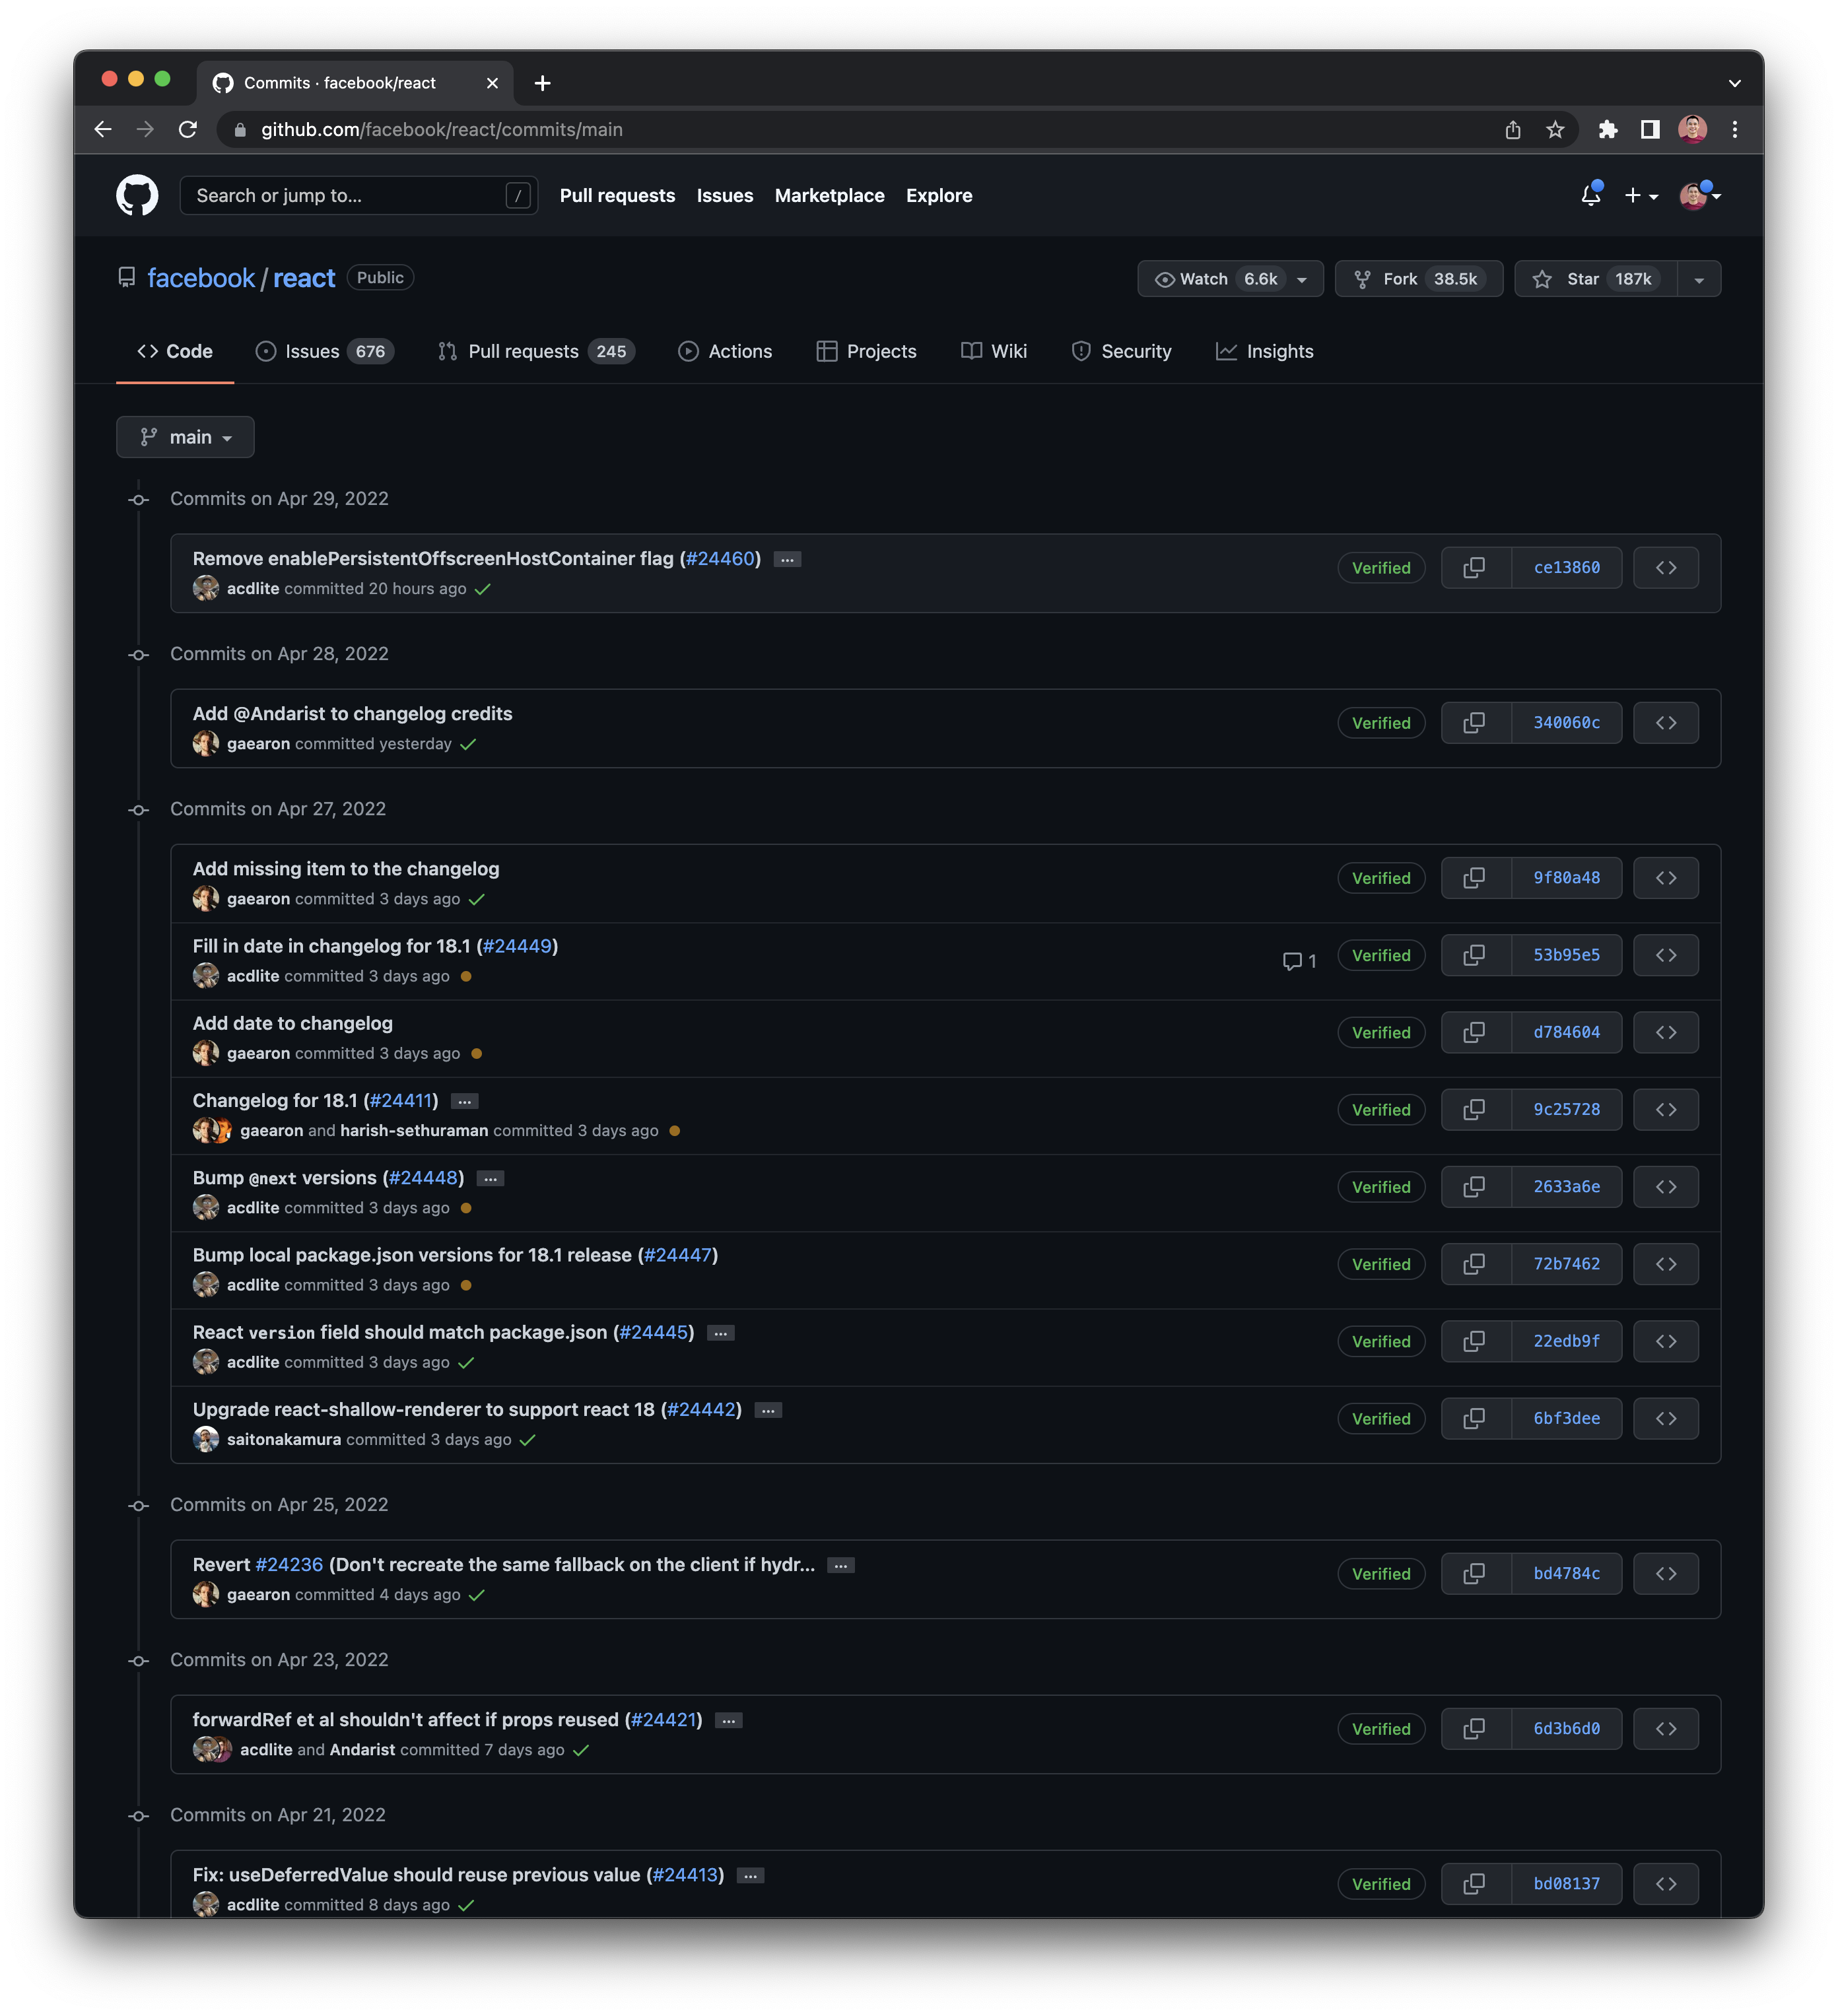 Commits · facebook/react
github.com/facebook/react/commits/main
Search or jump to... / Pull requests Issues Marketplace Explore
facebook / react Public Watch 6.6k Fork 38.5k Star 187k
Code Issues 676 Pull requests 245 Actions Projects Wiki Security Insights
main
Commits on Apr 29, 2022
Remove enablePersistentOffscreenHostContainer flag (#24460) ... Verified ce13860
acdlite committed 20 hours ago
Commits on Apr 28, 2022
Add @Andarist to changelog credits Verified 340060c
gaearon committed yesterday
Commits on Apr 27, 2022
Add missing item to the changelog Verified 9f80a48
gaearon committed 3 days ago
Fill in date in changelog for 18.1 (#24449) 1 Verified 53b95e5
acdlite committed 3 days ago
Add date to changelog Verified d784604
gaearon committed 3 days ago
Changelog for 18.1 (#24411) ... Verified 9c25728
gaearon and harish-sethuraman committed 3 days ago
Bump @next versions (#24448) ... Verified 2633a6e
acdlite committed 3 days ago
Bump local package.json versions for 18.1 release (#24447) Verified 72b7462
acdlite committed 3 days ago
React version field should match package.json (#24445) ... Verified 22edb9f
acdlite committed 3 days ago
Upgrade react-shallow-renderer to support react 18 (#24442) ... Verified 6bf3dee
saitonakamura committed 3 days ago
Commits on Apr 25, 2022
Revert #24236 (Don't recreate the same fallback on the client if hydr... ... Verified bd4784c
gaearon committed 4 days ago
Commits on Apr 23, 2022
forwardRef et al shouldn't affect if props reused (#24421) ... Verified 6d3b6d0
acdlite and Andarist committed 7 days ago
Commits on Apr 21, 2022
Fix: useDeferredValue should reuse previous value (#24413) ... Verified bd08137
acdlite committed 8 days ago